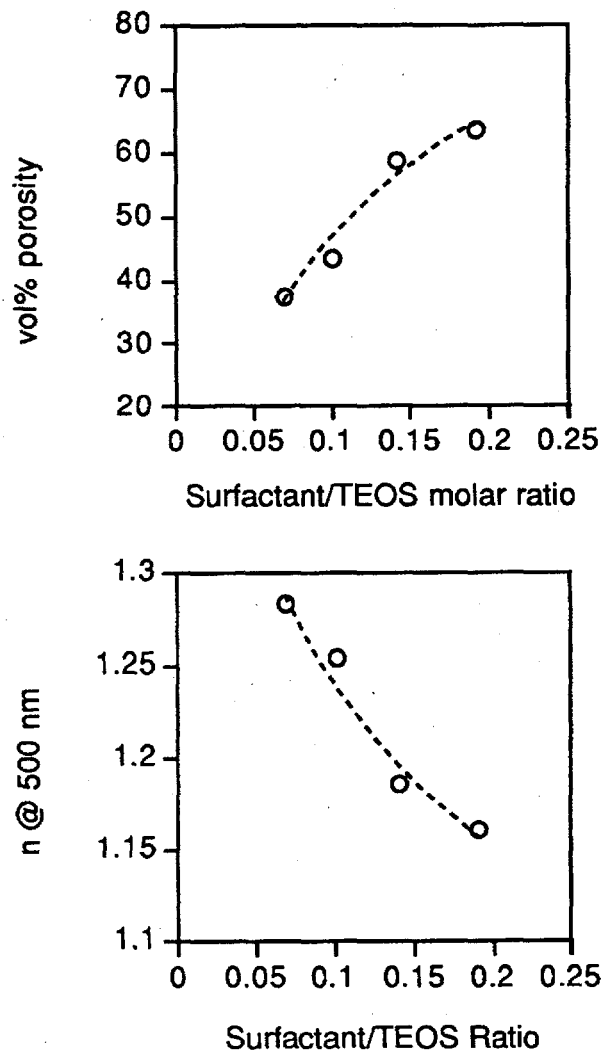 80
70
60
50
40
30
20
vol% porosity
0 0.05 0.1 0.15 0.2 0.25
Surfactant/TEOS molar ratio
1.3
1.25
1.2
1.15
1.1
n @ 500 nm
0 0.05 0.1 0.15 0.2 0.25
Surfactant/TEOS Ratio